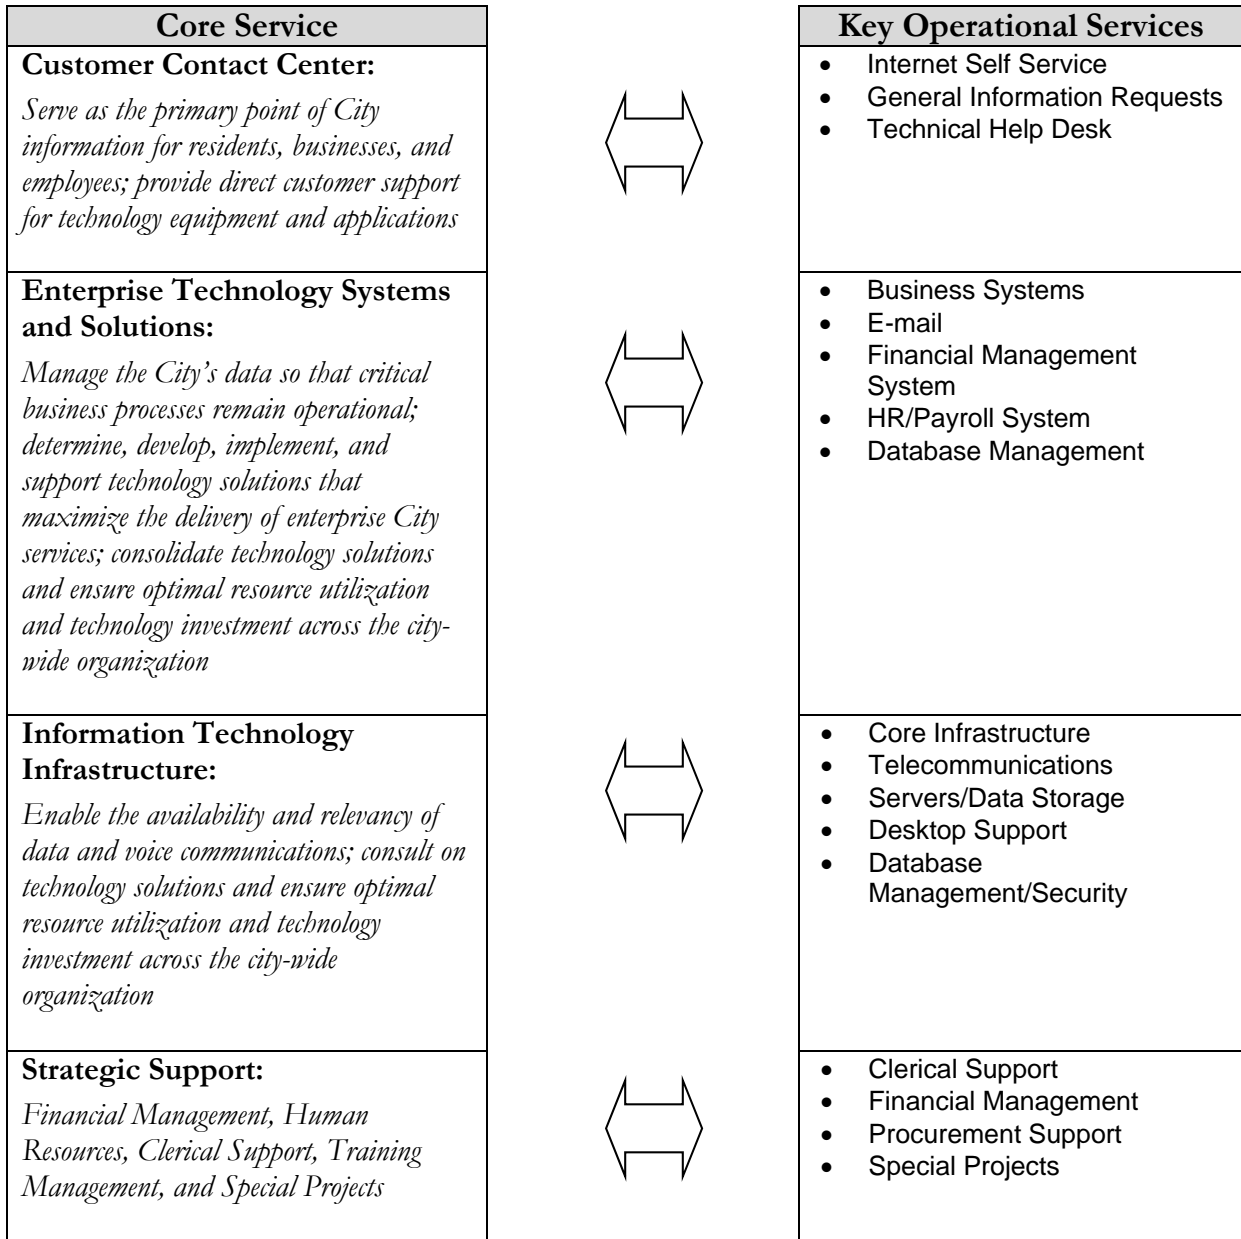 Core Service
Customer Contact Center:
Serve as the primary point of City
information for residents, businesses, and
employees; provide direct customer support
for technology equipment and applications
Enterprise Technology Systems
and Solutions:
Manage the City’s data so that critical
business processes remain operational;
determine, develop, implement, and
support technology solutions that
maximize the delivery of enterprise City
services; consolidate technology solutions
and ensure optimal resource utilization
and technology investment across the city-
wide organization
Information Technology
Infrastructure:
Enable the availability and relevancy of
data and voice communications; consult on
technology solutions and ensure optimal
resource utilization and technology
investment across the city-wide
organization
Strategic Support:
Financial Management, Human
Resources, Clerical Support, Training
Management, and Special Projects
Key Operational Services
• Internet Self Service
• General Information Requests
• Technical Help Desk
• Business Systems
• E-mail
• Financial Management
System
• HR/Payroll System
• Database Management
• Core Infrastructure
• Telecommunications
• Servers/Data Storage
• Desktop Support
• Database
Management/Security
• Clerical Support
• Financial Management
• Procurement Support
• Special Projects